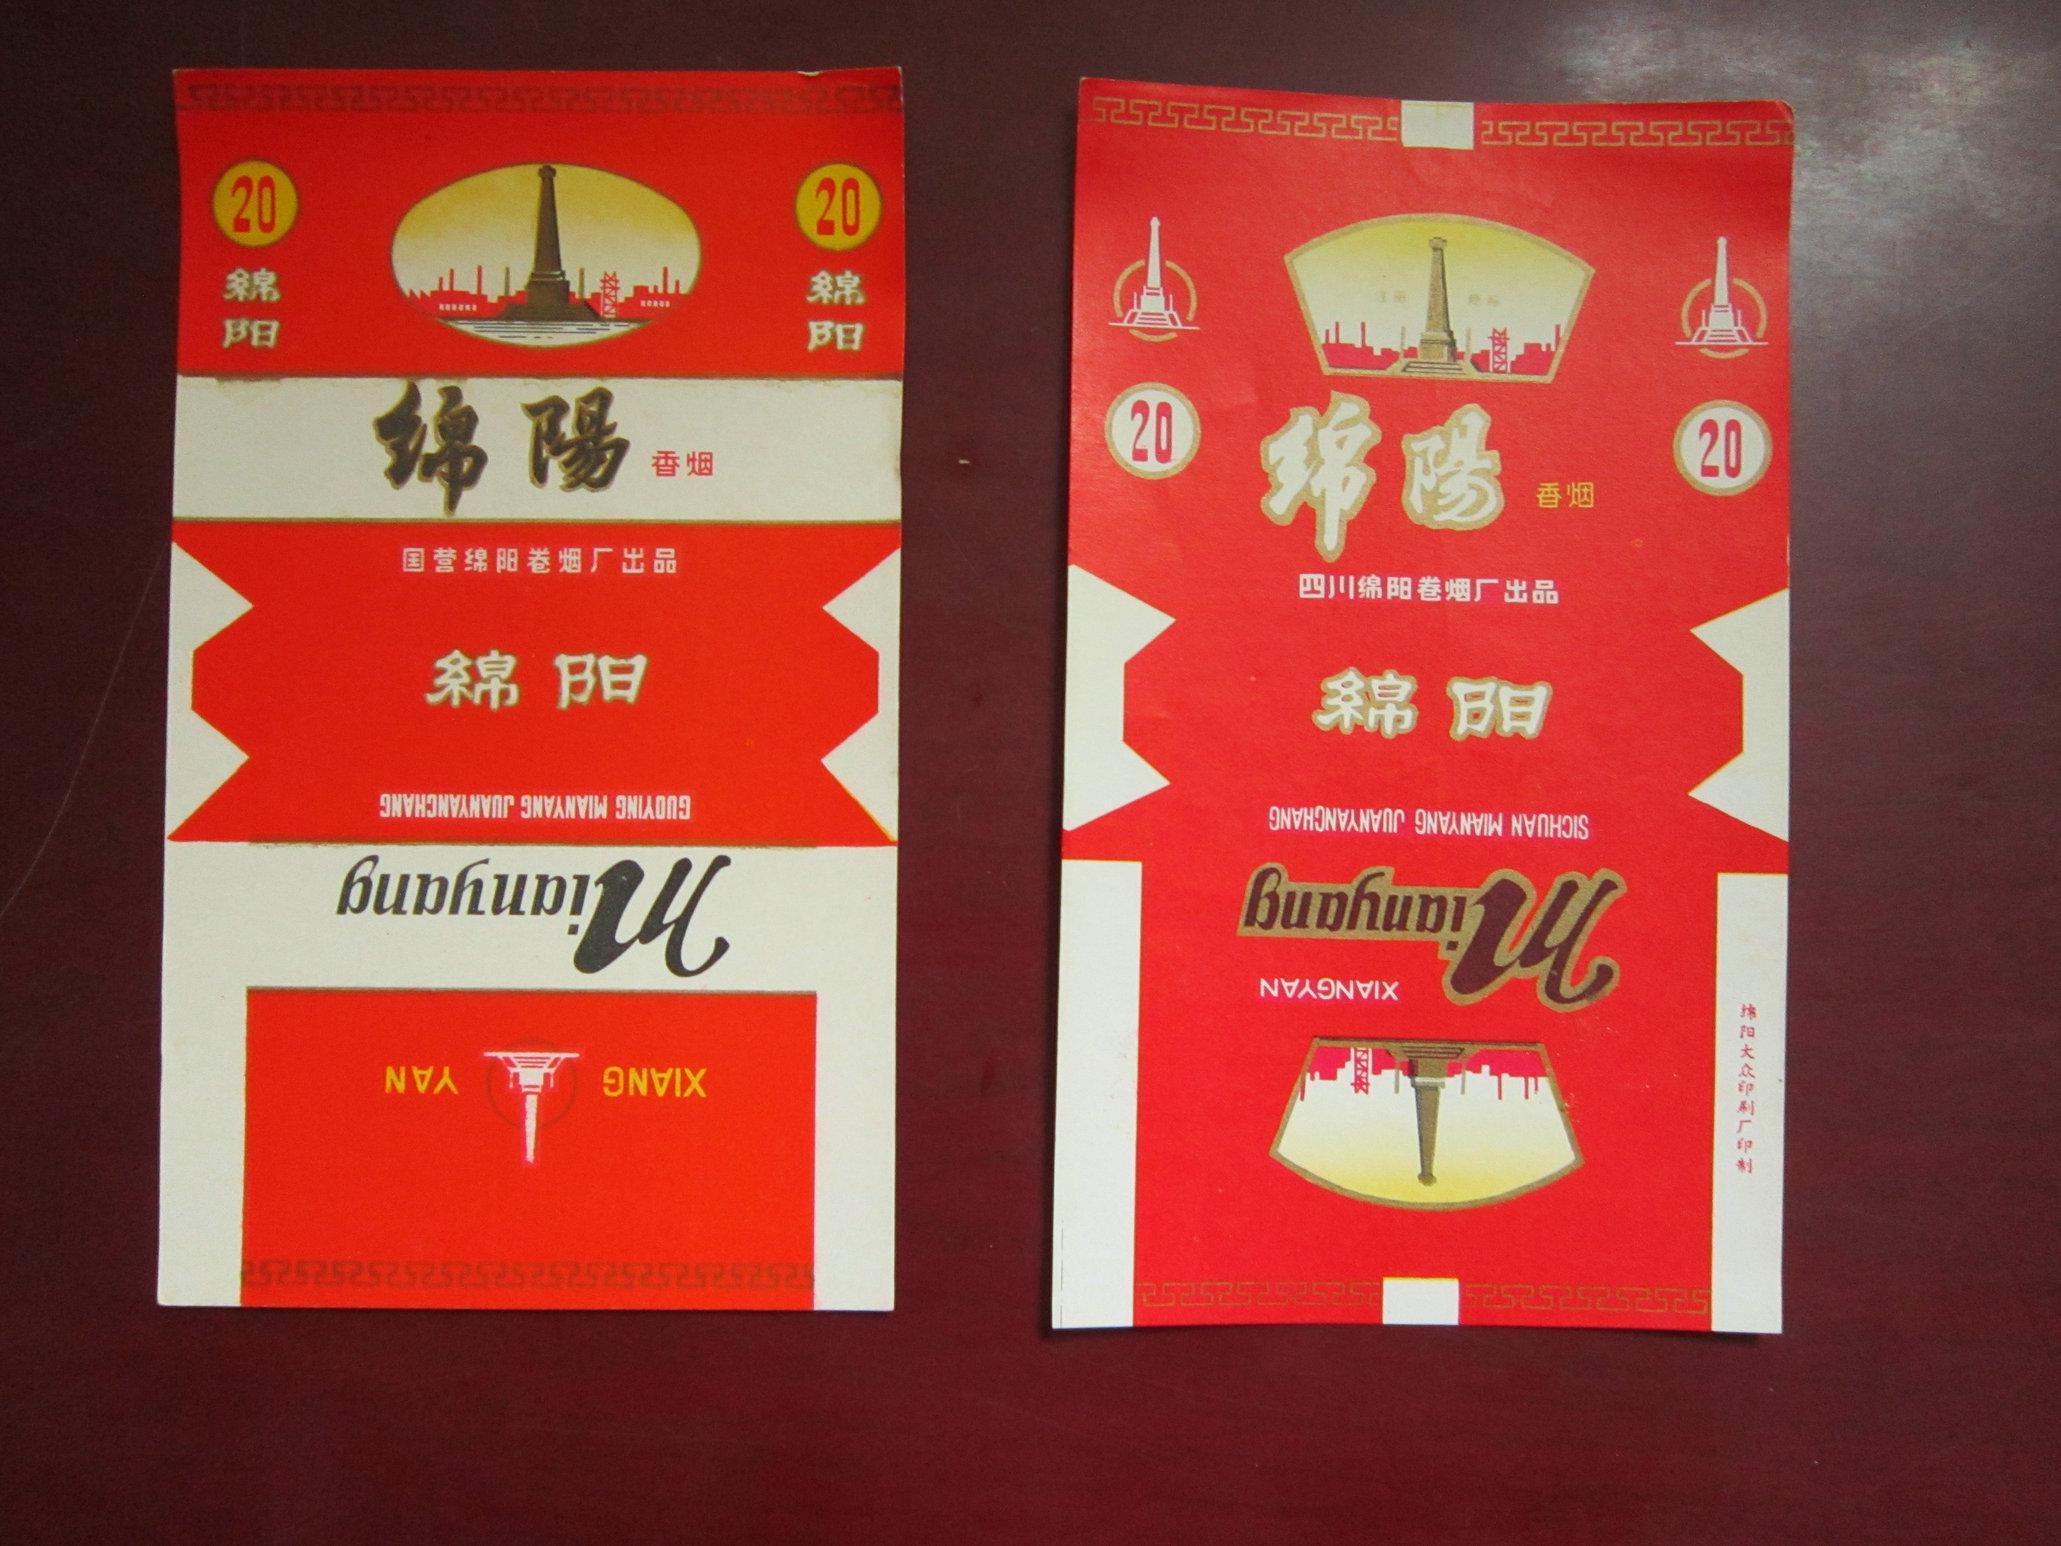 20
20
綿
阳
綿
阳
绵陽 香烟
国营绵阳卷烟厂出品
綿阳
GUOYING MIANYANG JUANYANCHANG
Mianyang
XIANG YAN
20
20
绵陽 香烟
四川绵阳卷烟厂出品
綿阳
SICHUAN MIANYANG JUANYANCHANG
Mianyang
XIANGYAN
绵阳大众印刷厂印制